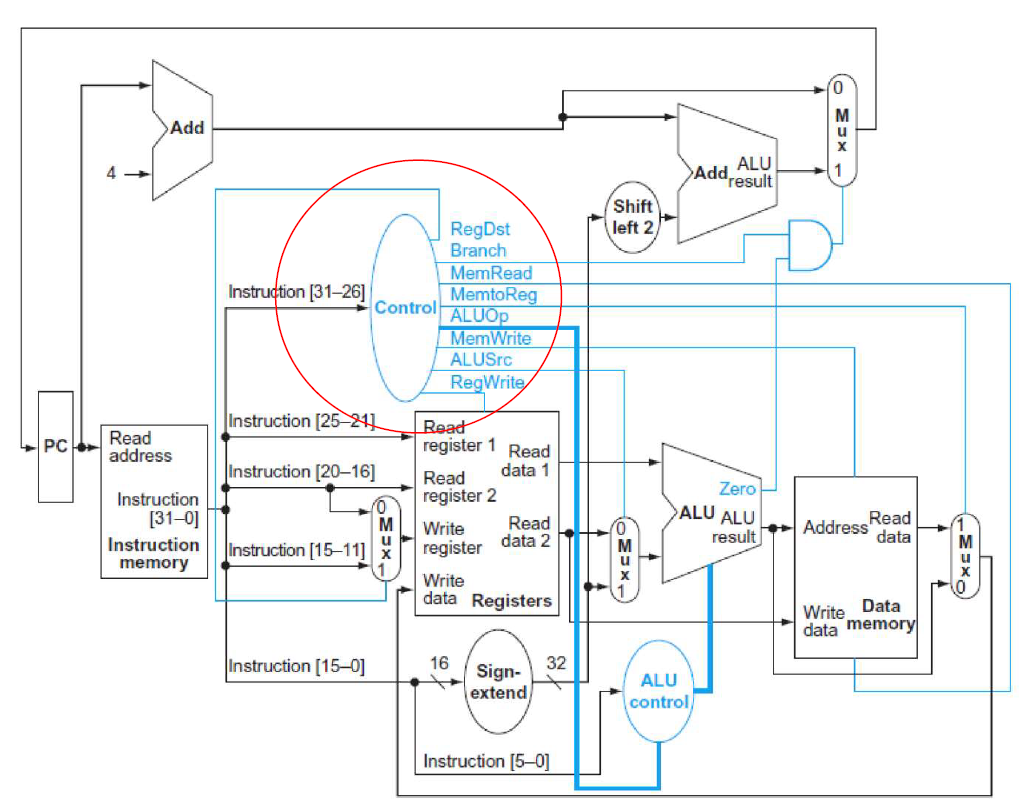 Add
4
0
M
u
x
1
Add
ALU
result
Shift
left 2
RegDst
Branch
MemRead
MemtoReg
ALUOp
MemWrite
ALUSrc
RegWrite
Control
Instruction [31–26]
Instruction [25–21]
Instruction [20–16]
Instruction [15–11]
PC
Read
address
Instruction
[31–0]
Instruction
memory
0
M
u
x
1
Read
register 1
Read
data 1
Read
register 2
Write
register
Read
data 2
Write
data
Registers
0
M
u
x
1
Zero
ALU
ALU
result
Address
Read
data
Write
data
Data
memory
1
M
u
x
0
Instruction [15–0]
16
Sign-
extend
32
ALU
control
Instruction [5–0]